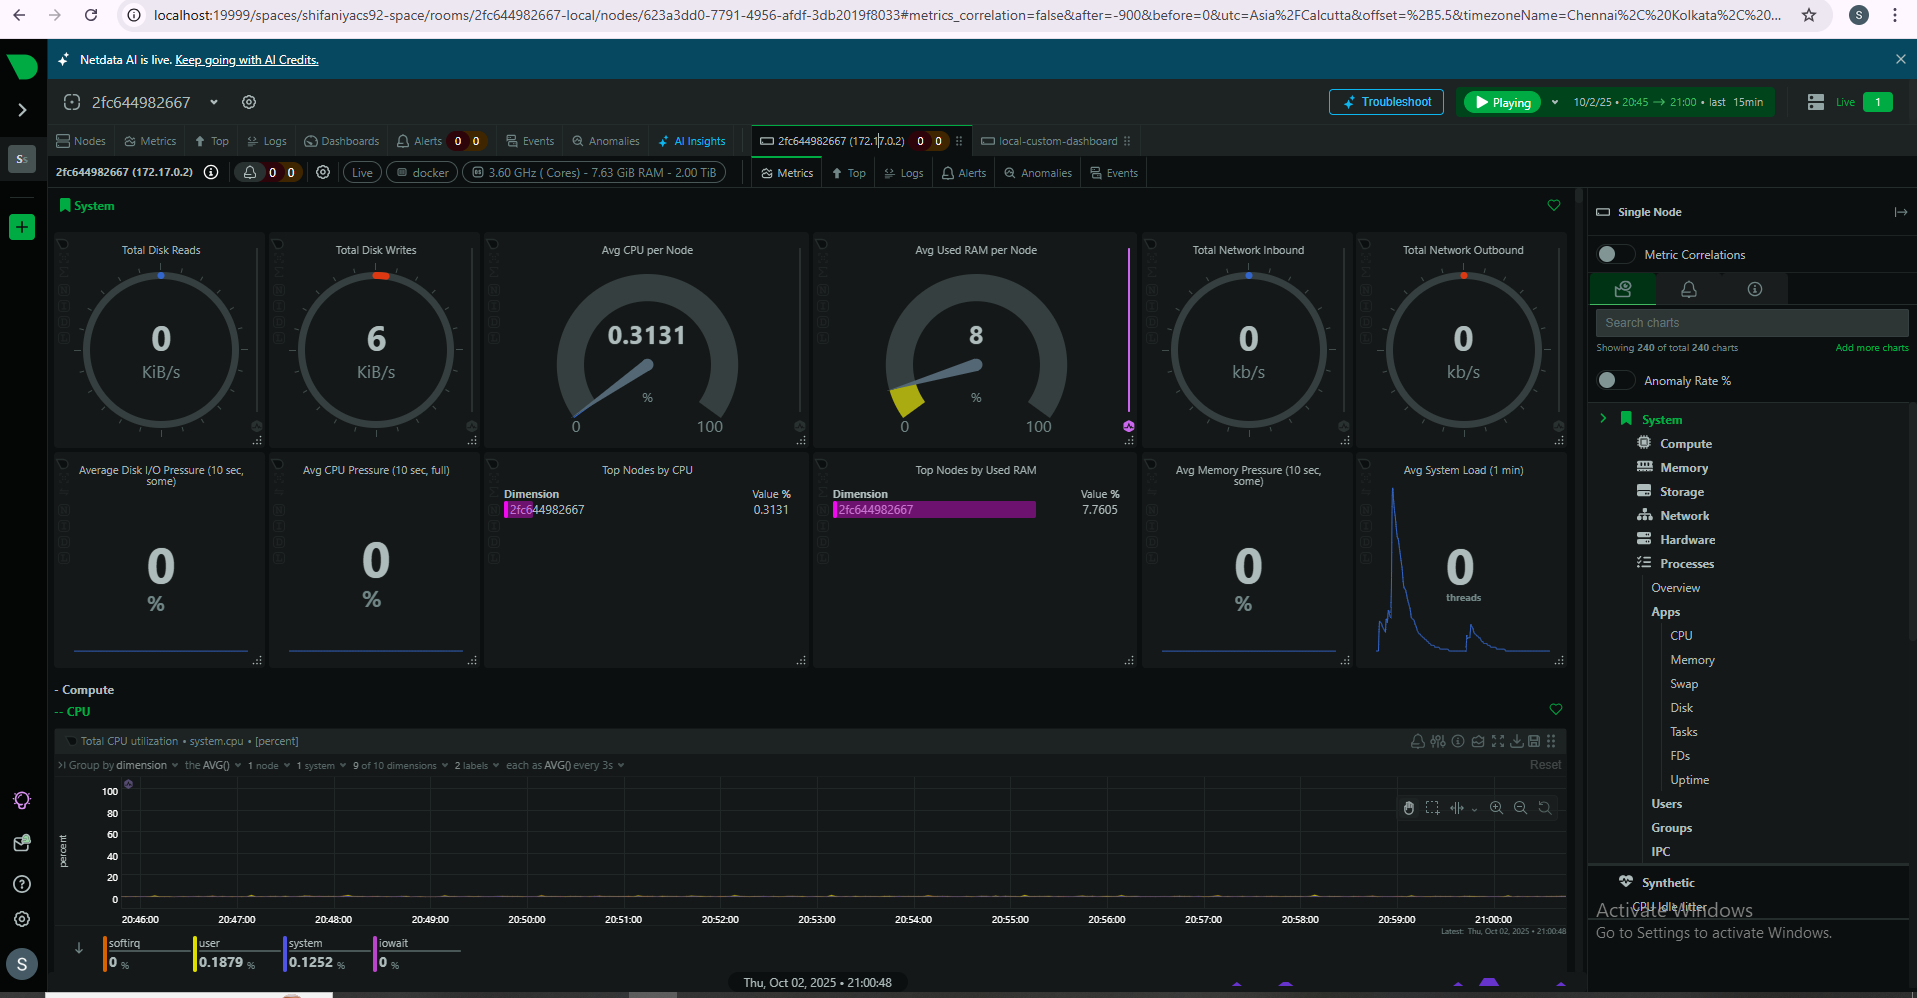 localhost:19999/spaces/shifaniyacs92-space/rooms/2fc644982667-local/nodes/623a3dd0-7791-4956-afdf-3db2019f8033#metrics_correlation=false&after=-900&before=0&utc=Asia%2FCalcutta&offset=%2B5.5&timezoneName=Chennai%2C%20Kolkata%2C%20...
S
Netdata AI is live. Keep going with AI Credits.
2fc644982667
Troubleshoot
Playing
10/2/25 • 20:45 → 21:00 • last 15min
Live 1
Ss
Nodes Metrics Top Logs Dashboards Alerts 0 0 Events Anomalies AI Insights
2fc644982667 (172.17.0.2) 0 0 local-custom-dashboard
2fc644982667 (172.17.0.2) 0 0 Live docker 3.60 GHz ( Cores) - 7.63 GiB RAM - 2.00 TiB
Metrics Top Logs Alerts Anomalies Events
System
Total Disk Reads
0
KiB/s
Total Disk Writes
6
KiB/s
Avg CPU per Node
0.3131
%
0 100
Avg Used RAM per Node
8
%
0 100
Total Network Inbound
0
kb/s
Total Network Outbound
0
kb/s
Average Disk I/O Pressure (10 sec,
some)
0
%
Avg CPU Pressure (10 sec, full)
0
%
Top Nodes by CPU
Dimension Value %
2fc644982667 0.3131
Top Nodes by Used RAM
Dimension Value %
2fc644982667 7.7605
Avg Memory Pressure (10 sec,
some)
0
%
Avg System Load (1 min)
0
threads
- Compute
-- CPU
Total CPU utilization • system.cpu • [percent]
Group by dimension the AVG() 1 node 1 system 9 of 10 dimensions 2 labels each as AVG() every 3s
Reset
percent
100
80
60
40
20
0
20:46:00 20:47:00 20:48:00 20:49:00 20:50:00 20:51:00 20:52:00 20:53:00 20:54:00 20:55:00 20:56:00 20:57:00 20:58:00 20:59:00 21:00:00
Latest: Thu, Oct 02, 2025 • 21:00:48
softirq user system iowait
0 % 0.1879 % 0.1252 % 0 %
Thu, Oct 02, 2025 • 21:00:48
S
Single Node
Metric Correlations
Search charts
Showing 240 of total 240 charts Add more charts
Anomaly Rate %
System
Compute
Memory
Storage
Network
Hardware
Processes
Overview
Apps
CPU
Memory
Swap
Disk
Tasks
FDs
Uptime
Users
Groups
IPC
Synthetic
CPU Idle Jitter
Activate Windows
Go to Settings to activate Windows.